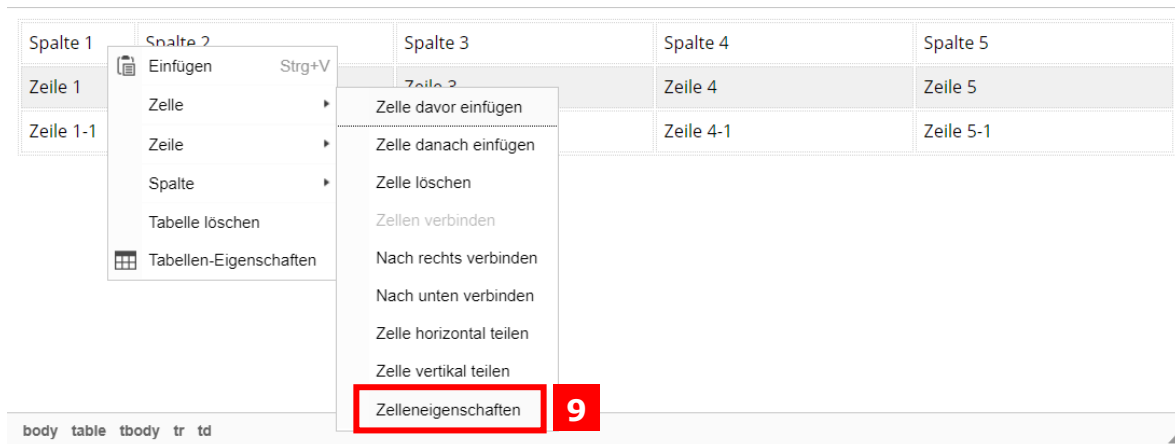 Spalte 1 Spalte 2 Spalte 3 Spalte 4 Spalte 5
Einfügen Strg+V
Zeile 1 Zeile 3 Zeile 4 Zeile 5
Zelle
Zelle davor einfügen
Zeile 1-1 Zeile 4-1 Zeile 5-1
Zeile
Zelle danach einfügen
Spalte
Zelle löschen
Tabelle löschen
Zellen verbinden
Tabellen-Eigenschaften
Nach rechts verbinden
Nach unten verbinden
Zelle horizontal teilen
Zelle vertikal teilen
Zelleneigenschaften 9
body table tbody tr td